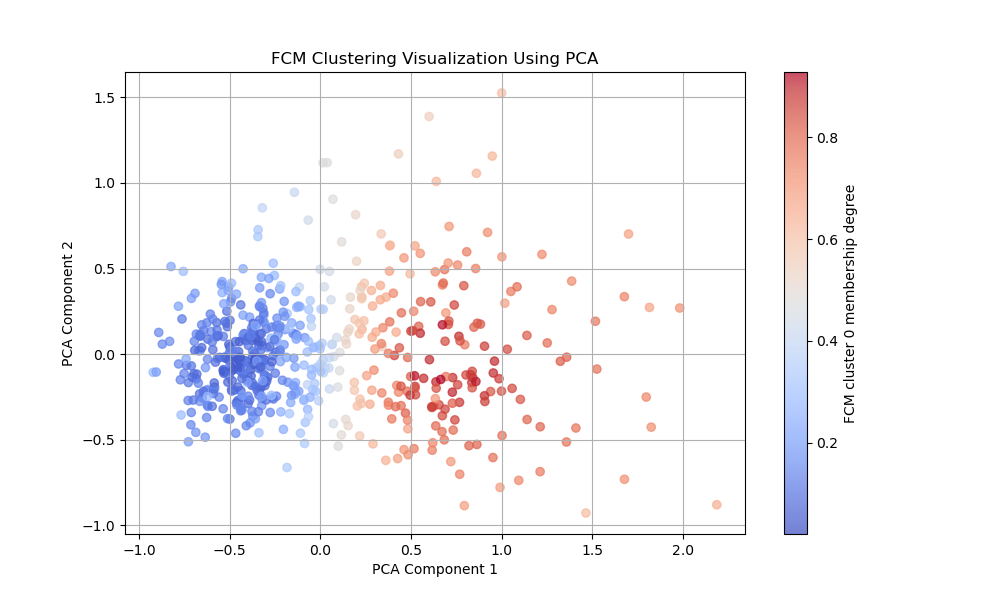 FCM Clustering Visualization Using PCA
1.5
1.0
0.5
0.0
−0.5
−1.0
PCA Component 2
−1.0 −0.5 0.0 0.5 1.0 1.5 2.0
PCA Component 1
0.8
0.6
0.4
0.2
FCM cluster 0 membership degree